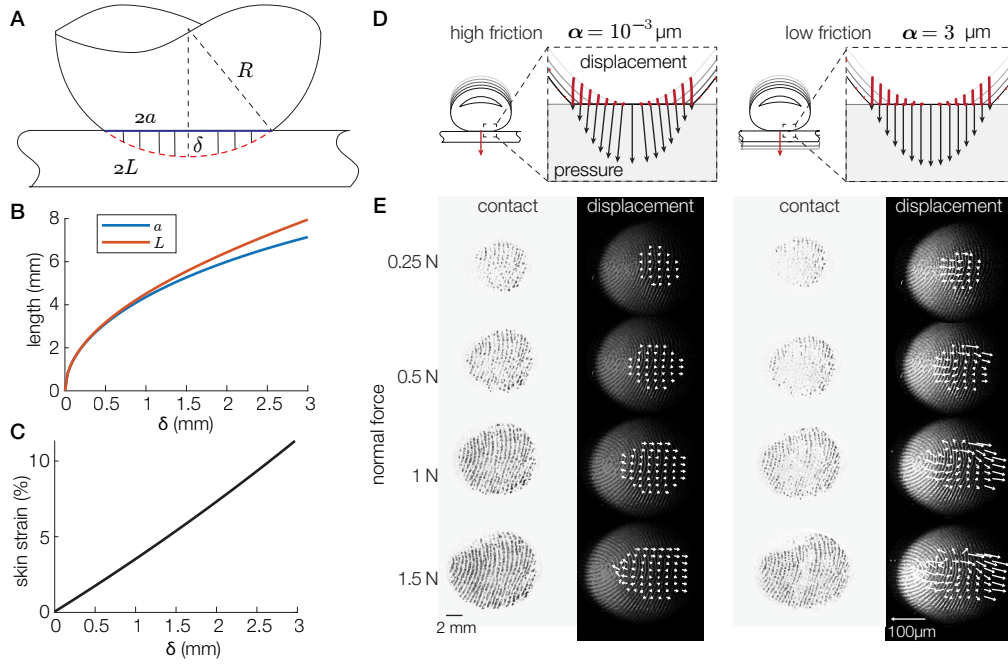 A
R
2a
δ
2L
B
8
6
4
2
0
length (mm)
a
L
0 0.5 1 1.5 2 2.5 3
δ (mm)
C
10
5
0
skin strain (%)
0 0.5 1 1.5 2 2.5 3
δ (mm)
D
high friction α = 10⁻³ µm
displacement
pressure
low friction α = 3 µm
E
contact displacement contact displacement
normal force
0.25 N
0.5 N
1 N
1.5 N
2 mm
100µm